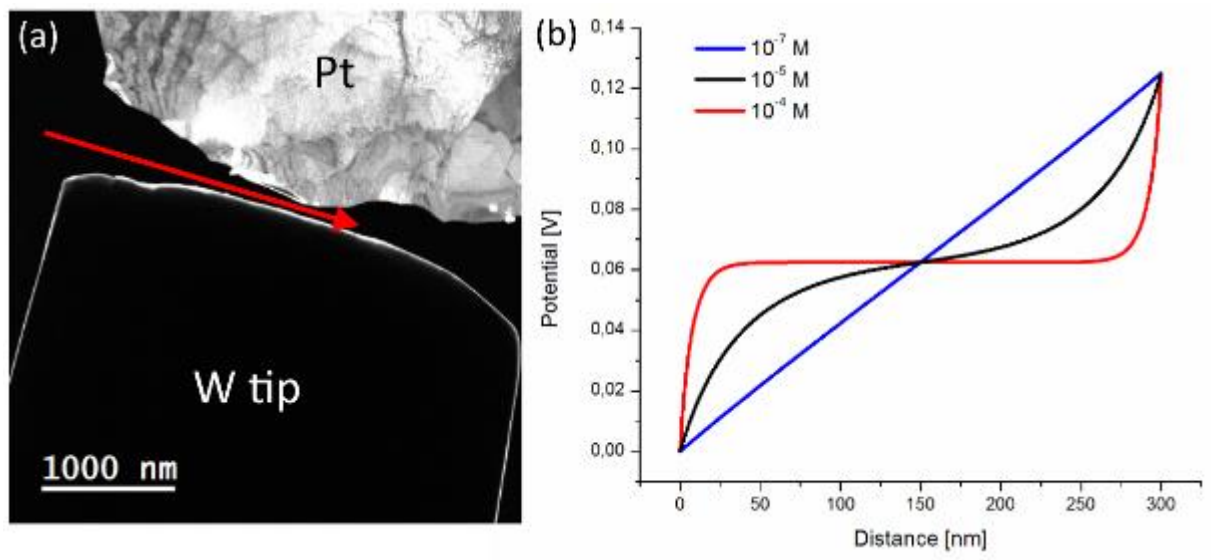 (a)
Pt
W tip
1000 nm
(b)
10⁻⁷ M
10⁻⁵ M
10⁻⁴ M
0,14
0,12
0,10
0,08
0,06
0,04
0,02
0,00
Potential [V]
0 50 100 150 200 250 300
Distance [nm]